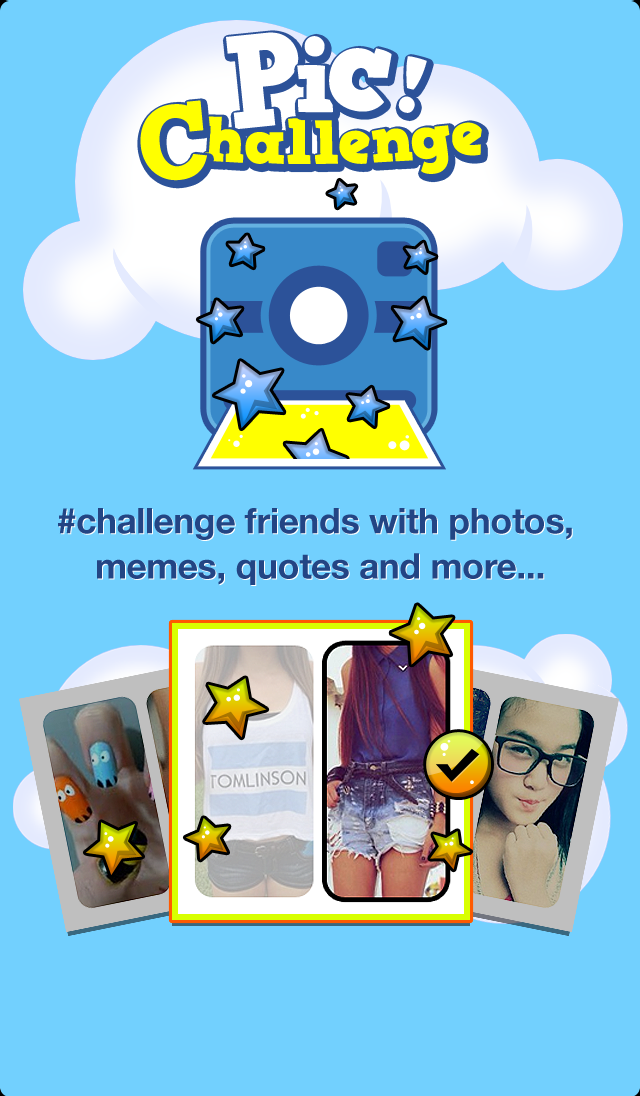 Pic!
Challenge
#challenge friends with photos,
memes, quotes and more...
TOMLINSON